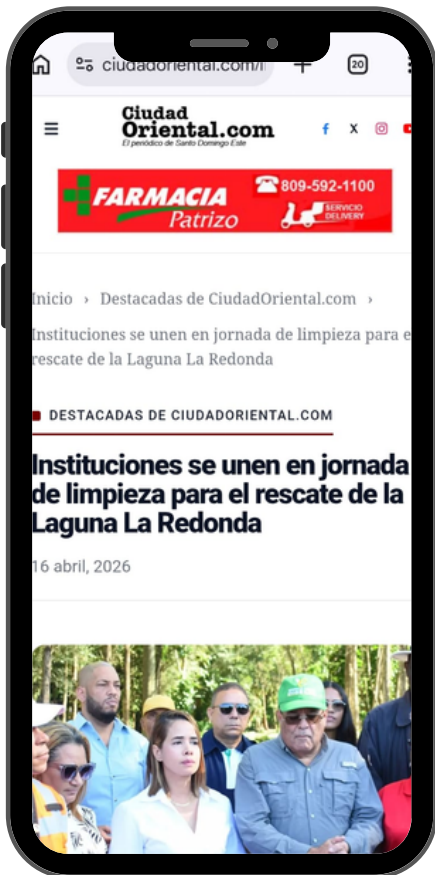 ciudadoriental.com/l
20
Ciudad
Oriental.com
El periódico de Santo Domingo Este
FARMACIA
Patrizo
809-592-1100
SERVICIO
DELIVERY
Inicio › Destacadas de CiudadOriental.com ›
Instituciones se unen en jornada de limpieza para e
rescate de la Laguna La Redonda
DESTACADAS DE CIUDADORIENTAL.COM
Instituciones se unen en jornada
de limpieza para el rescate de la
Laguna La Redonda
16 abril, 2026